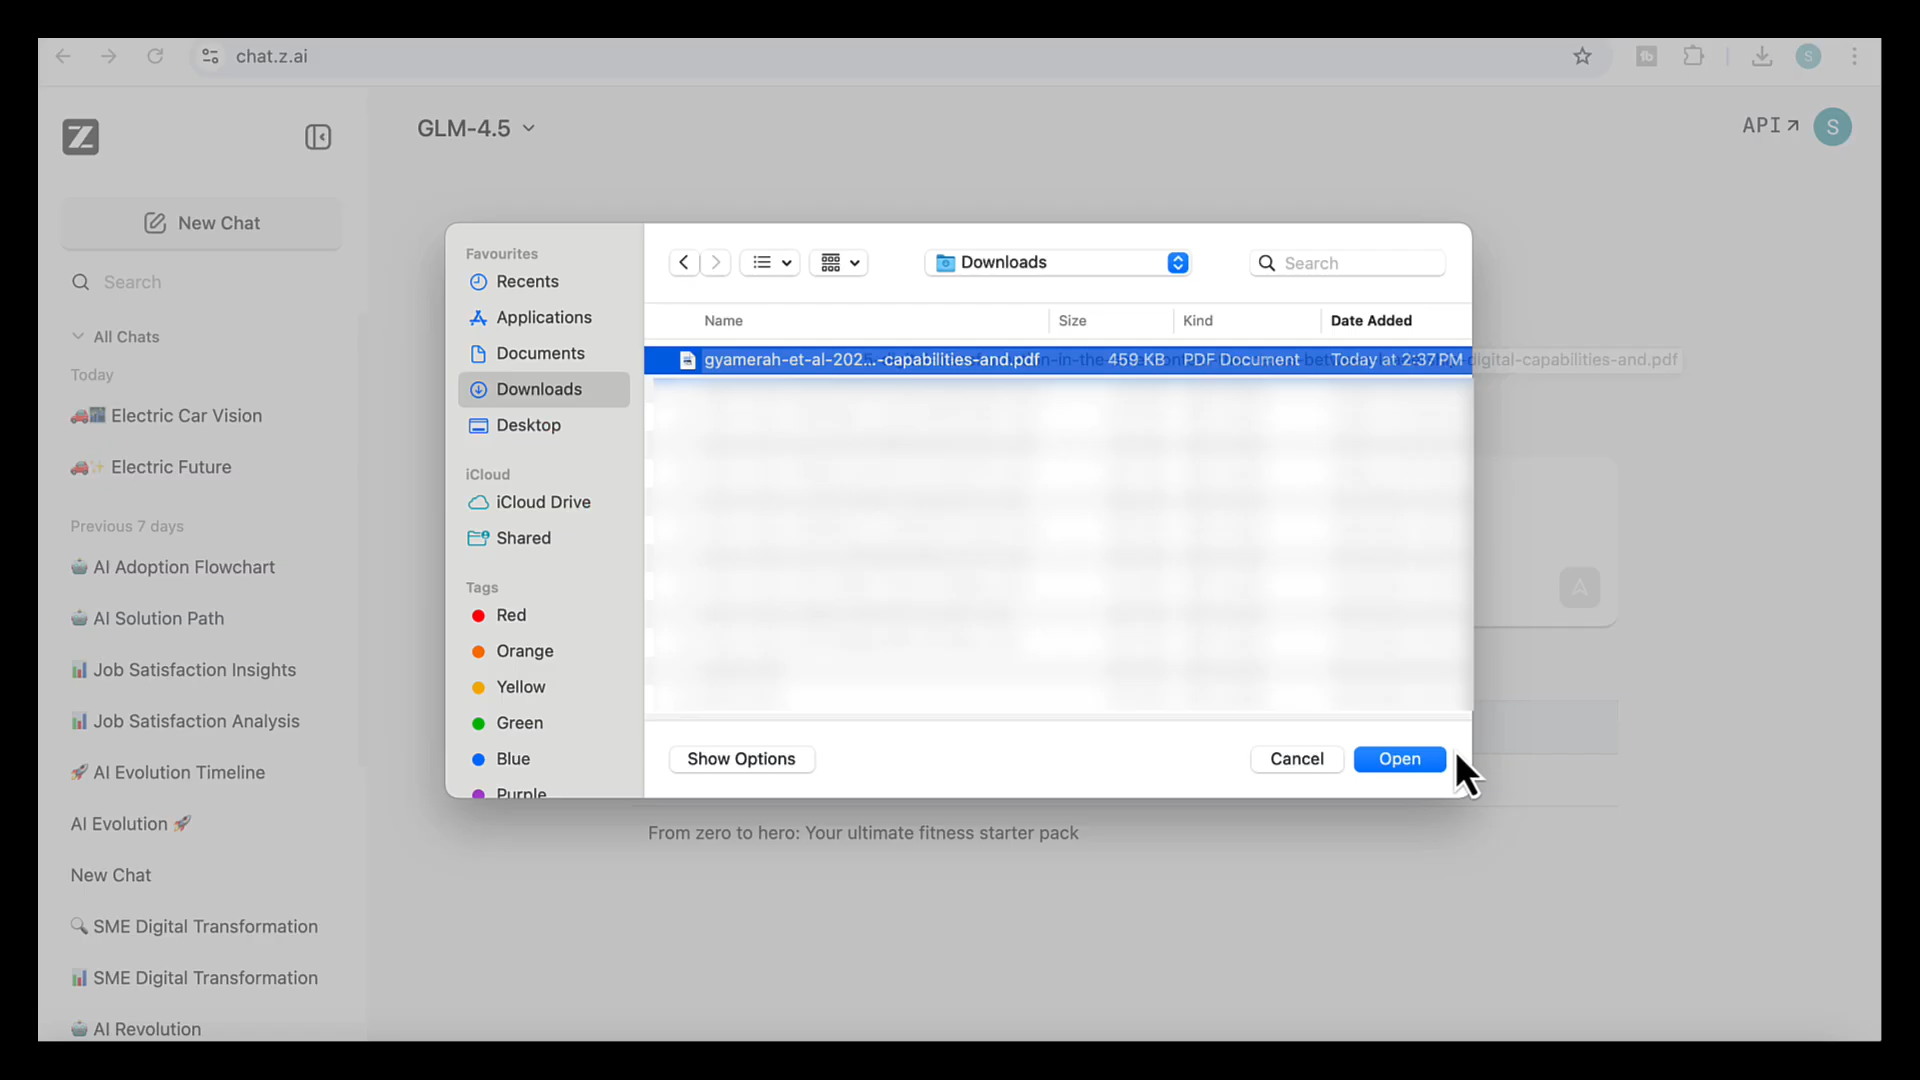 chat.z.ai
GLM-4.5
API
S
S
Z
New Chat
Search
All Chats
Today
Electric Car Vision
Electric Future
Previous 7 days
AI Adoption Flowchart
AI Solution Path
Job Satisfaction Insights
Job Satisfaction Analysis
AI Evolution Timeline
AI Evolution
New Chat
SME Digital Transformation
SME Digital Transformation
AI Revolution
Favourites
Recents
Applications
Documents
Downloads
Desktop
iCloud
iCloud Drive
Shared
Tags
Red
Orange
Yellow
Green
Blue
Purple
Downloads
Search
Name Size Kind Date Added
gyamerah-et-al-202...-capabilities-and.pdf 459 KB PDF Document Today at 2:37 PM
digital-capabilities-and.pdf
Show Options
Cancel
Open
From zero to hero: Your ultimate fitness starter pack